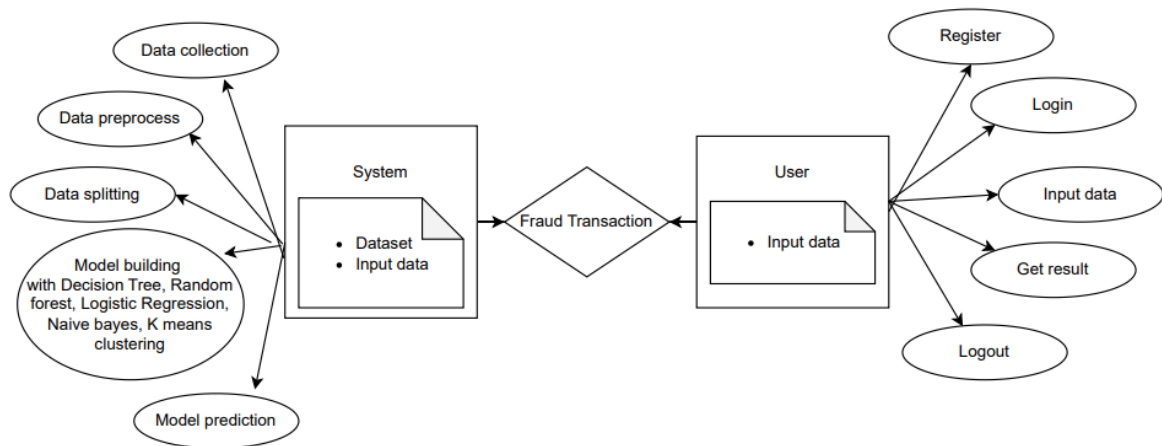 Data collection
Data preprocess
Data splitting
Model building
with Decision Tree, Random
forest, Logistic Regression,
Naive bayes, K means
clustering
Model prediction
System
• Dataset
• Input data
Fraud Transaction
User
• Input data
Register
Login
Input data
Get result
Logout